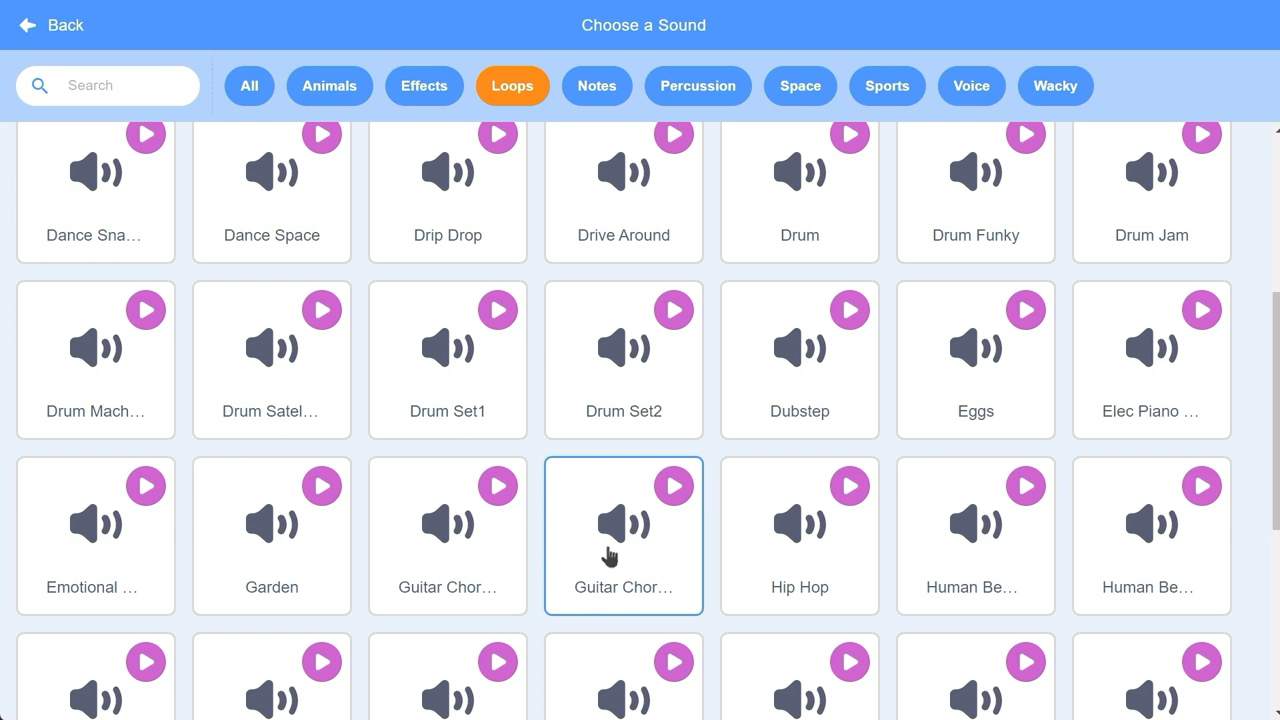 Back
Choose a Sound
Search
All
Animals
Effects
Loops
Notes
Percussion
Space
Sports
Voice
Wacky
Dance Sna…
Dance Space
Drip Drop
Drive Around
Drum
Drum Funky
Drum Jam
Drum Mach…
Drum Satel…
Drum Set1
Drum Set2
Dubstep
Eggs
Elec Piano …
Emotional …
Garden
Guitar Chor…
Guitar Chor…
Hip Hop
Human Be…
Human Be…